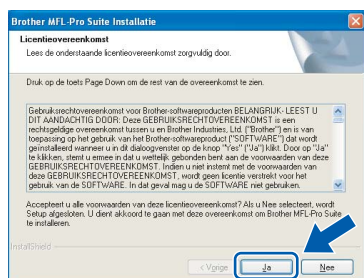 Brother MFL-Pro Suite Installatie
Licentieovereenkomst
Lees de onderstaande licentieovereenkomst zorgvuldig door.
Druk op de toets Page Down om de rest van de overeenkomst te zien.
Gebruiksrechtovereenkomst voor Brother-softwareproducten BELANGRIJK- LEEST U
DIT AANDACHTIG DOOR: Deze GEBRUIKSRECHTOVEREENKOMST is een
rechtsgeldige overeenkomst tussen u en Brother Industries, Ltd. ("Brother") en is van
toepassing op het gebruik van het Brother-softwareproduct ("SOFTWARE") dat wordt
geïnstalleerd wanneer u in dit dialoogvenster op de knop "Yes" ("Ja") klikt. Door op "Ja"
te klikken, stemt u ermee in dat u wettelijk gebonden bent aan de voorwaarden van deze
GEBRUIKSRECHTOVEREENKOMST. Indien u niet instemt met de voorwaarden van
deze GEBRUIKSRECHTOVEREENKOMST, wordt geen licentie verstrekt voor het
gebruik van de SOFTWARE. In dat geval mag u de SOFTWARE niet gebruiken.
Accepteert u alle voorwaarden van deze licentieovereenkomst? Als u Nee selecteert, wordt
Setup afgesloten. U dient akkoord te gaan met deze overeenkomst om Brother MFL-Pro Suite
te installeren.
InstallShield
< Vorige Ja Nee